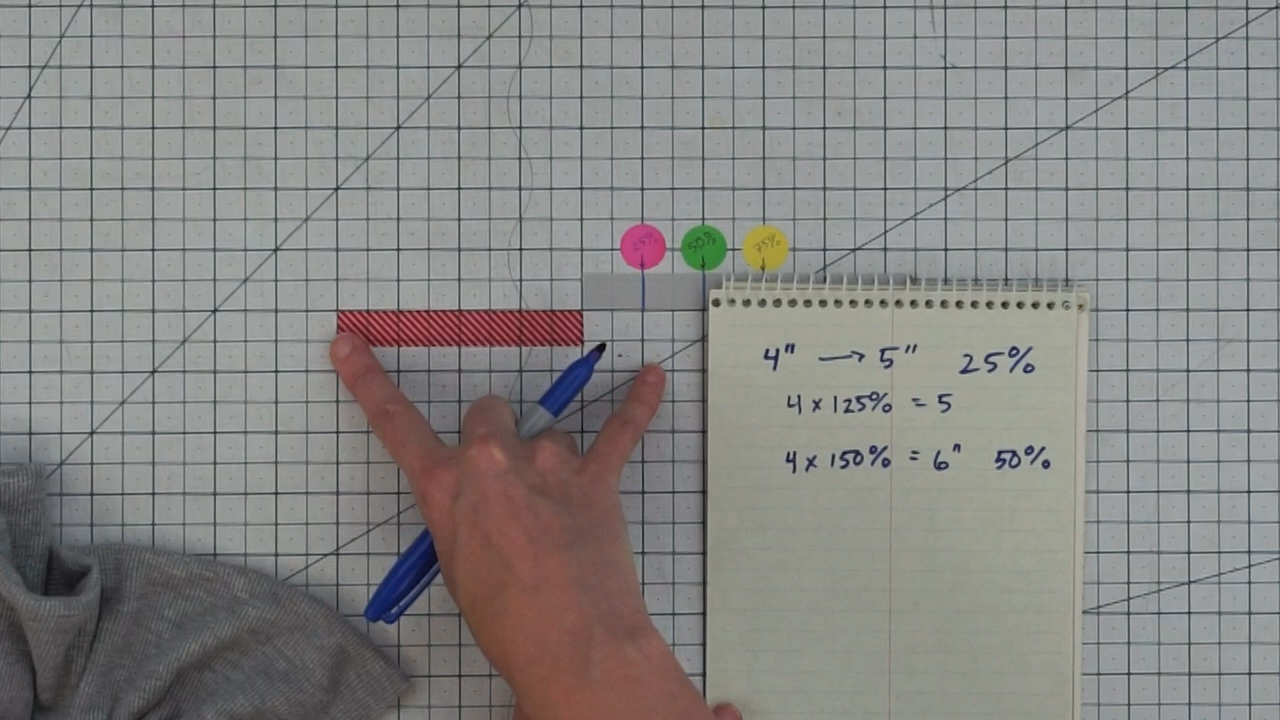 25% 50% 75%
4" → 5" 25%
4 x 125% = 5
4 x 150% = 6" 50%